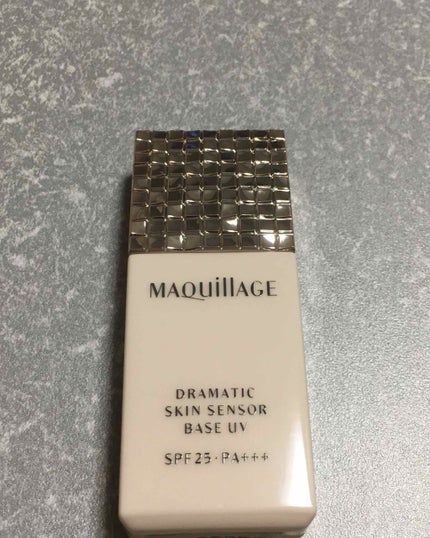 MAQuillAGE
DRAMATIC
SKIN SENSOR
BASE UV
SPF25・PA+++